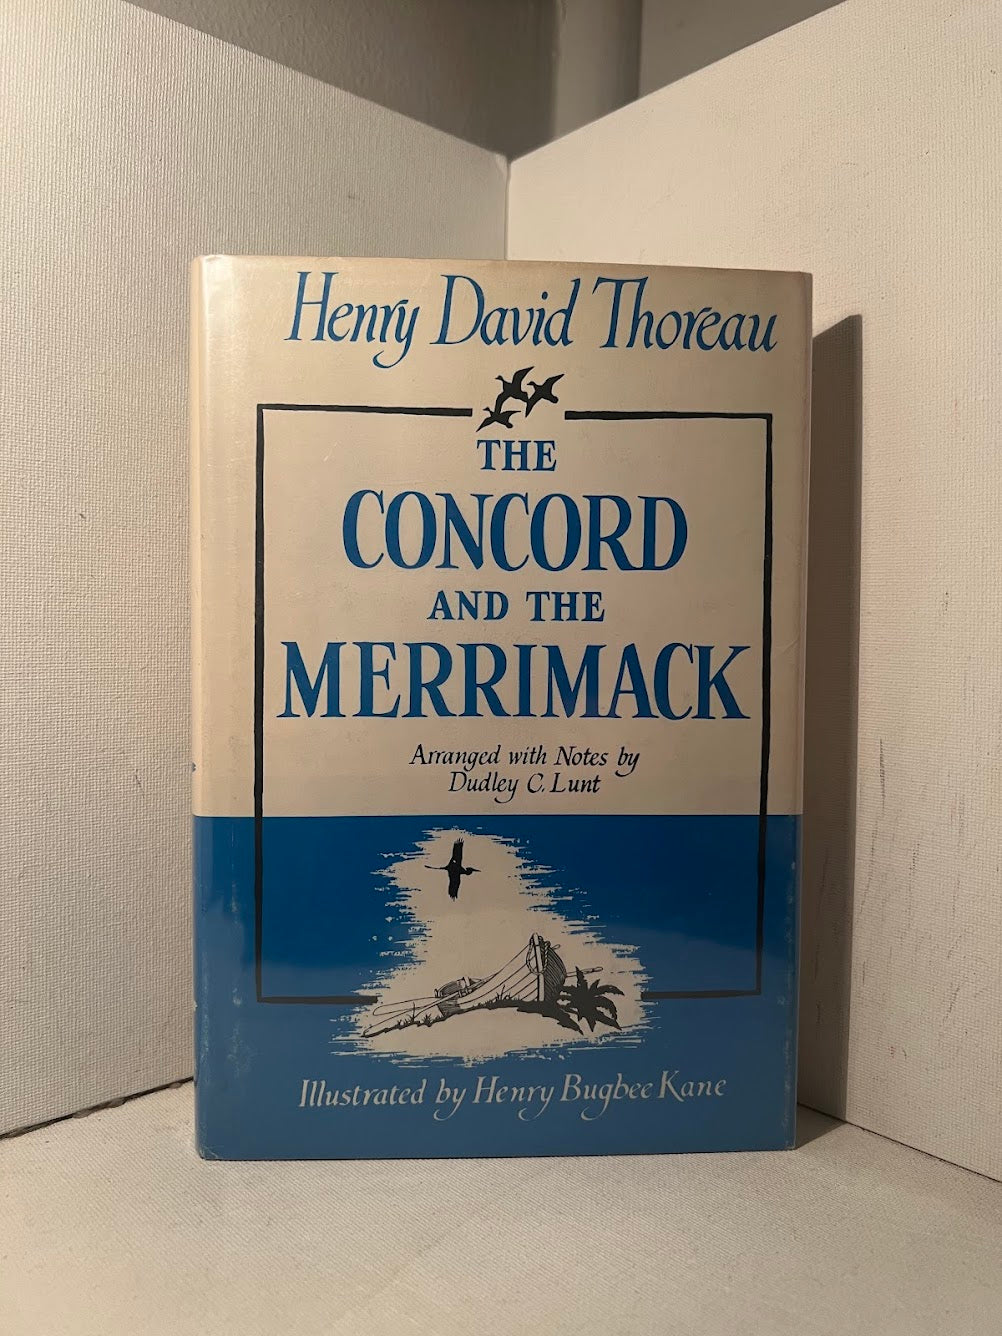 Henry David Thoreau
THE
CONCORD
AND THE
MERRIMACK
Arranged with Notes by
Dudley C. Lunt
Illustrated by Henry Bugbee Kane